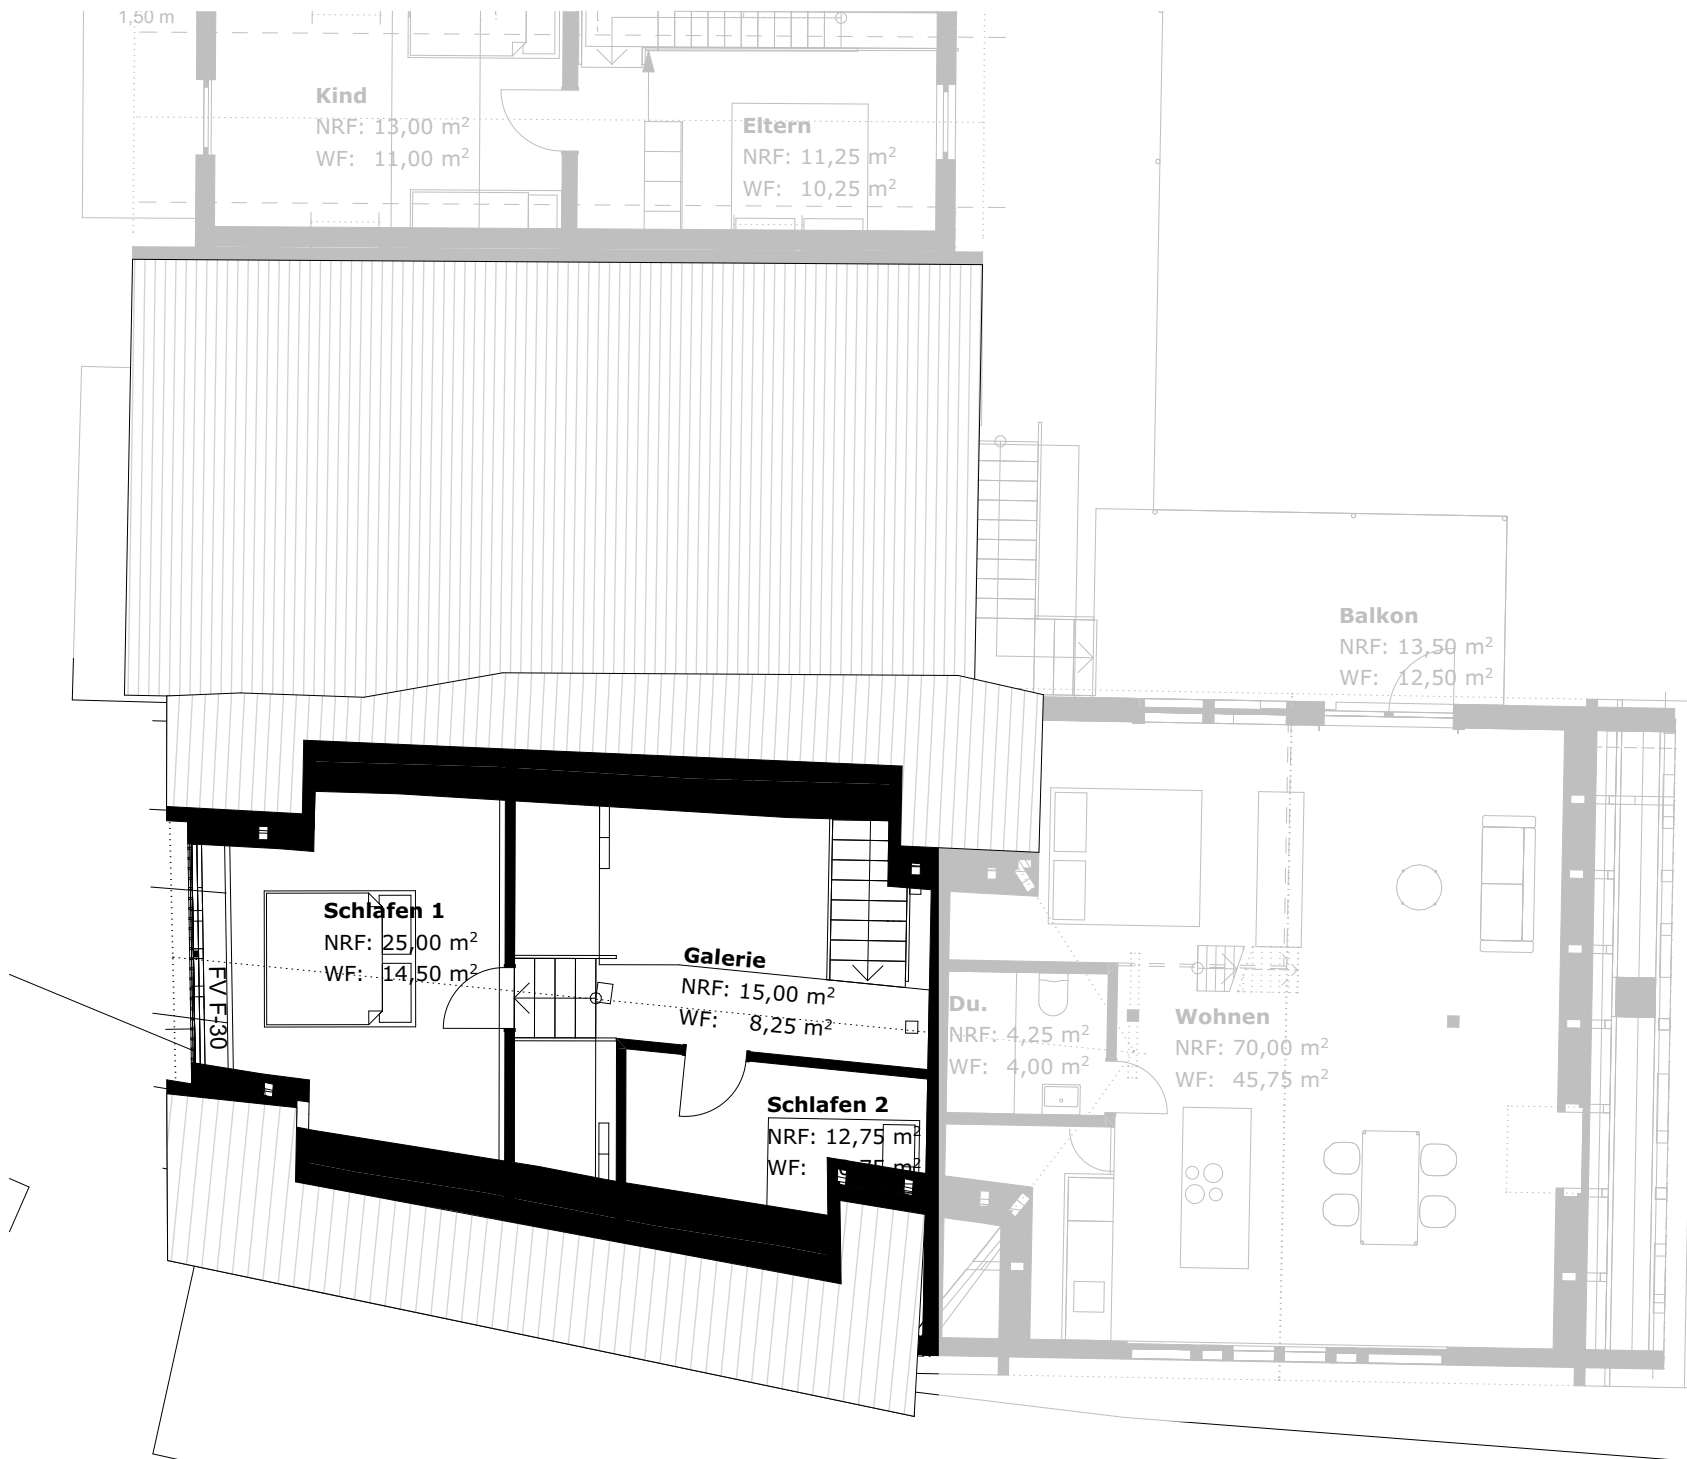 1,50 m
Kind
NRF: 13,00 m²
WF: 11,00 m²
Eltern
NRF: 11,25 m²
WF: 10,25 m²
Balkon
NRF: 13,50 m²
WF: 12,50 m²
Schlafen 1
NRF: 25,00 m²
WF: 14,50 m²
FV F-30
Galerie
NRF: 15,00 m²
WF: 8,25 m²
Du.
NRF: 4,25 m²
WF: 4,00 m²
Wohnen
NRF: 70,00 m²
WF: 45,75 m²
Schlafen 2
NRF: 12,75 m²
WF: m²